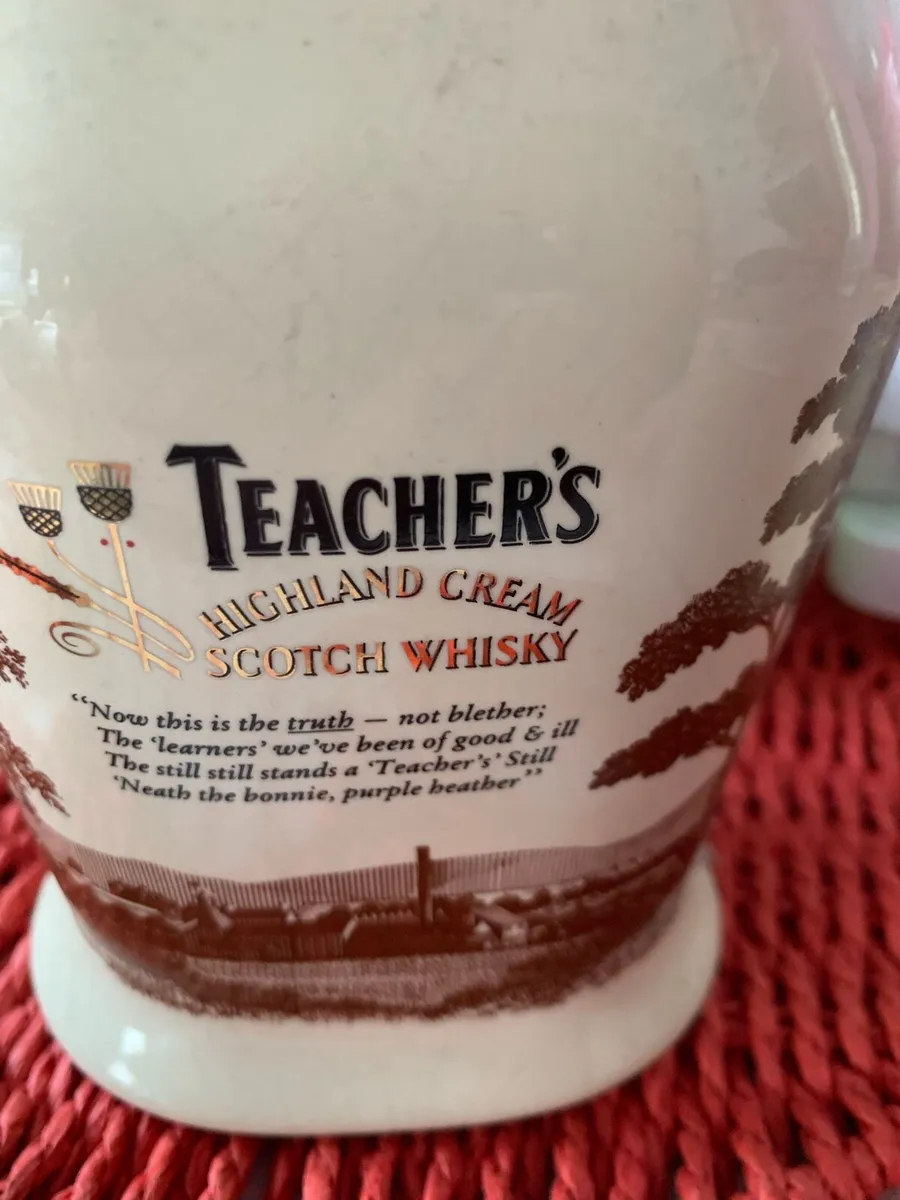 TEACHER'S
HIGHLAND CREAM
SCOTCH WHISKY
“Now this is the truth — not blether;
The ‘learners’ we’ve been of good & ill
The still still stands a ‘Teacher’s’ Still
‘Neath the bonnie, purple heather”